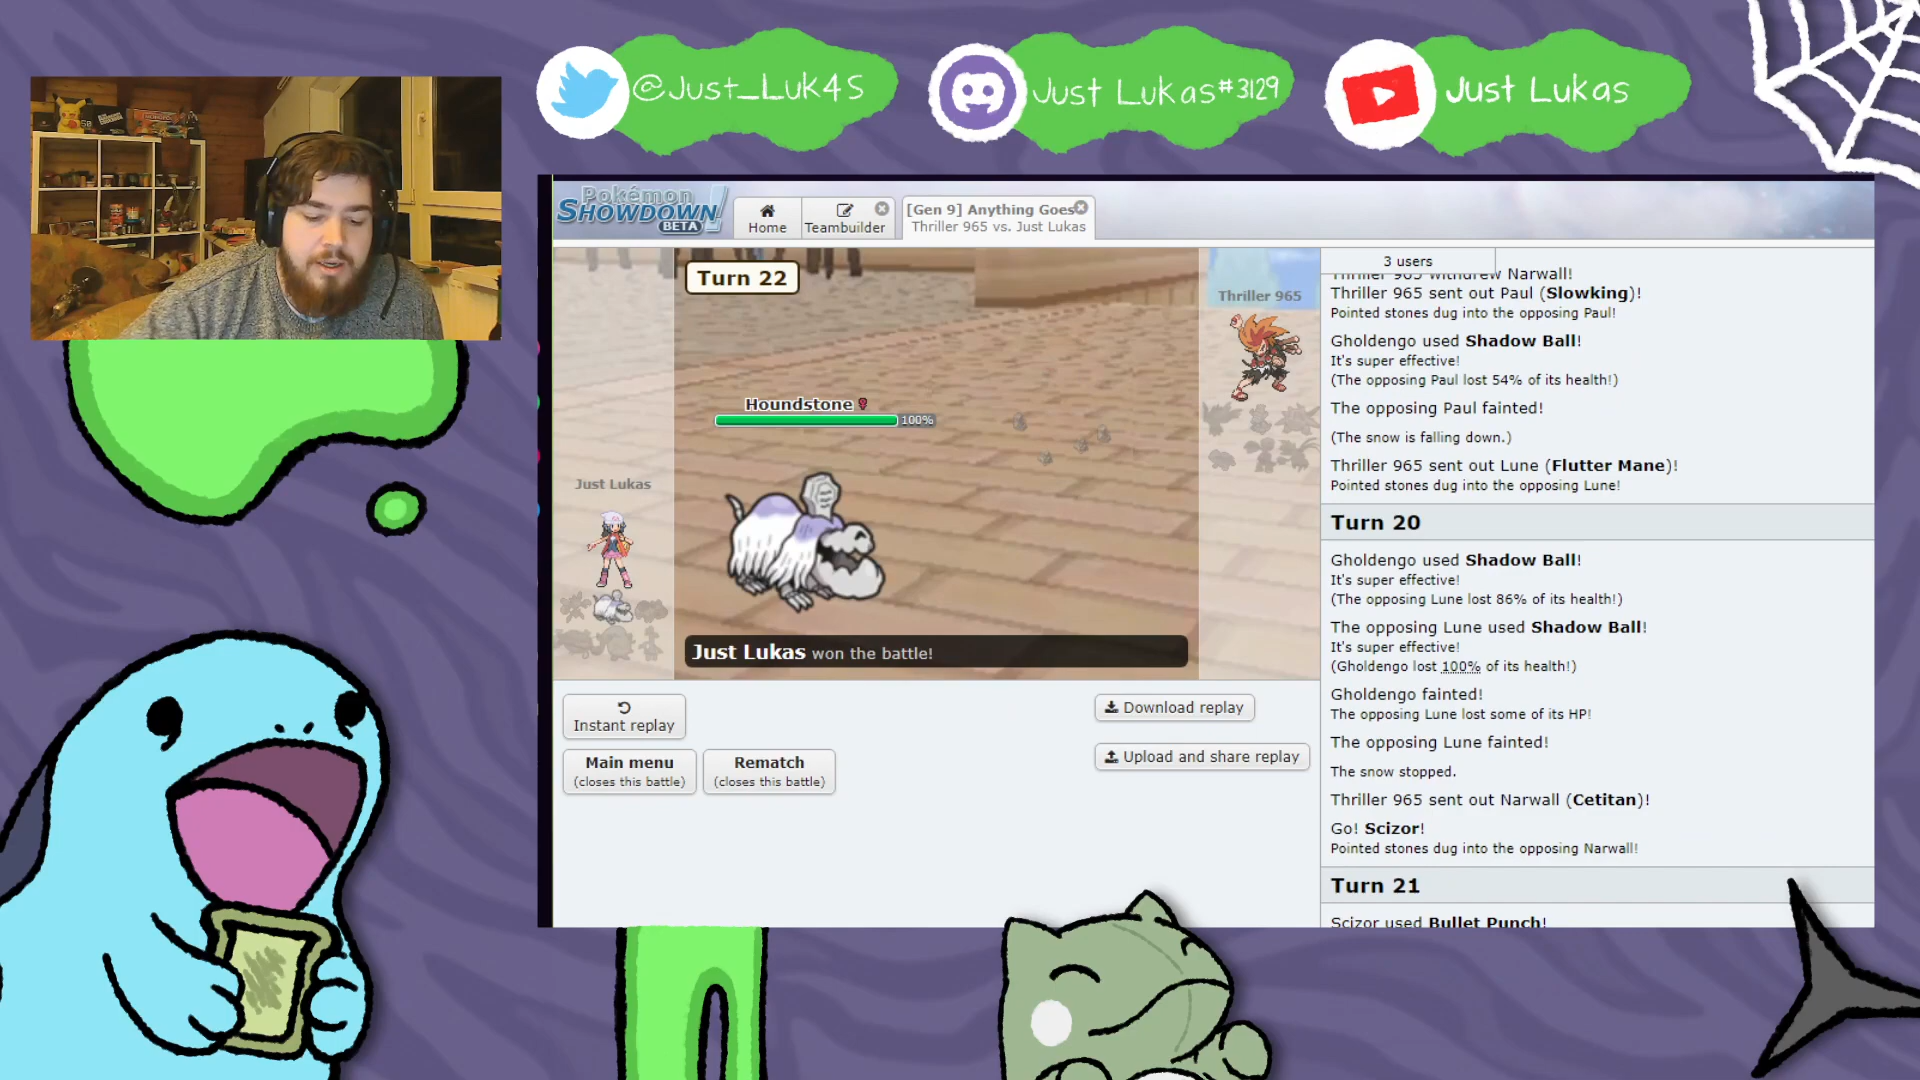 @Just_Luk4s
Just Lukas#3129
Just Lukas
Pokémon
SHOWDOWN!
BETA
Home
Teambuilder
[Gen 9] Anything Goes
Thriller 965 vs. Just Lukas
Turn 22
Thriller 965
Houndstone
100%
Just Lukas
Just Lukas won the battle!
Instant replay
Download replay
Upload and share replay
Main menu
(closes this battle)
Rematch
(closes this battle)
3 users
Thriller 965 withdrew Narwall!
Thriller 965 sent out Paul (Slowking)!
Pointed stones dug into the opposing Paul!
Gholdengo used Shadow Ball!
It's super effective!
(The opposing Paul lost 54% of its health!)
The opposing Paul fainted!
(The snow is falling down.)
Thriller 965 sent out Lune (Flutter Mane)!
Pointed stones dug into the opposing Lune!
Turn 20
Gholdengo used Shadow Ball!
It's super effective!
(The opposing Lune lost 86% of its health!)
The opposing Lune used Shadow Ball!
It's super effective!
(Gholdengo lost 100% of its health!)
Gholdengo fainted!
The opposing Lune lost some of its HP!
The opposing Lune fainted!
The snow stopped.
Thriller 965 sent out Narwall (Cetitan)!
Go! Scizor!
Pointed stones dug into the opposing Narwall!
Turn 21
Scizor used Bullet Punch!